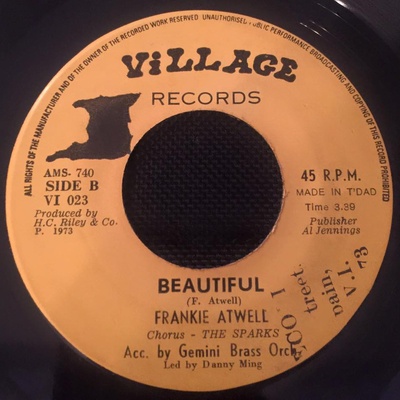 ALL RIGHTS OF THE MANUFACTURER AND OF THE OWNER OF THE RECORDED WORK RESERVED UNAUTHORISED PUBLIC PERFORMANCE BROADCASTING AND COPYING OF THIS RECORD PROHIBITED
ViLLAGE
RECORDS
AMS- 740
SIDE B
VI 023
Produced by
H.C. Riley & Co.
P. 1973
45 R.P.M.
MADE IN T'DAD
Time 3.39
Publisher
Al Jennings
BEAUTIFUL
(F. Atwell)
FRANKIE ATWELL
Chorus - THE SPARKS
Acc. by Gemini Brass Orch.
Led by Danny Ming
treet.
V.I.
73